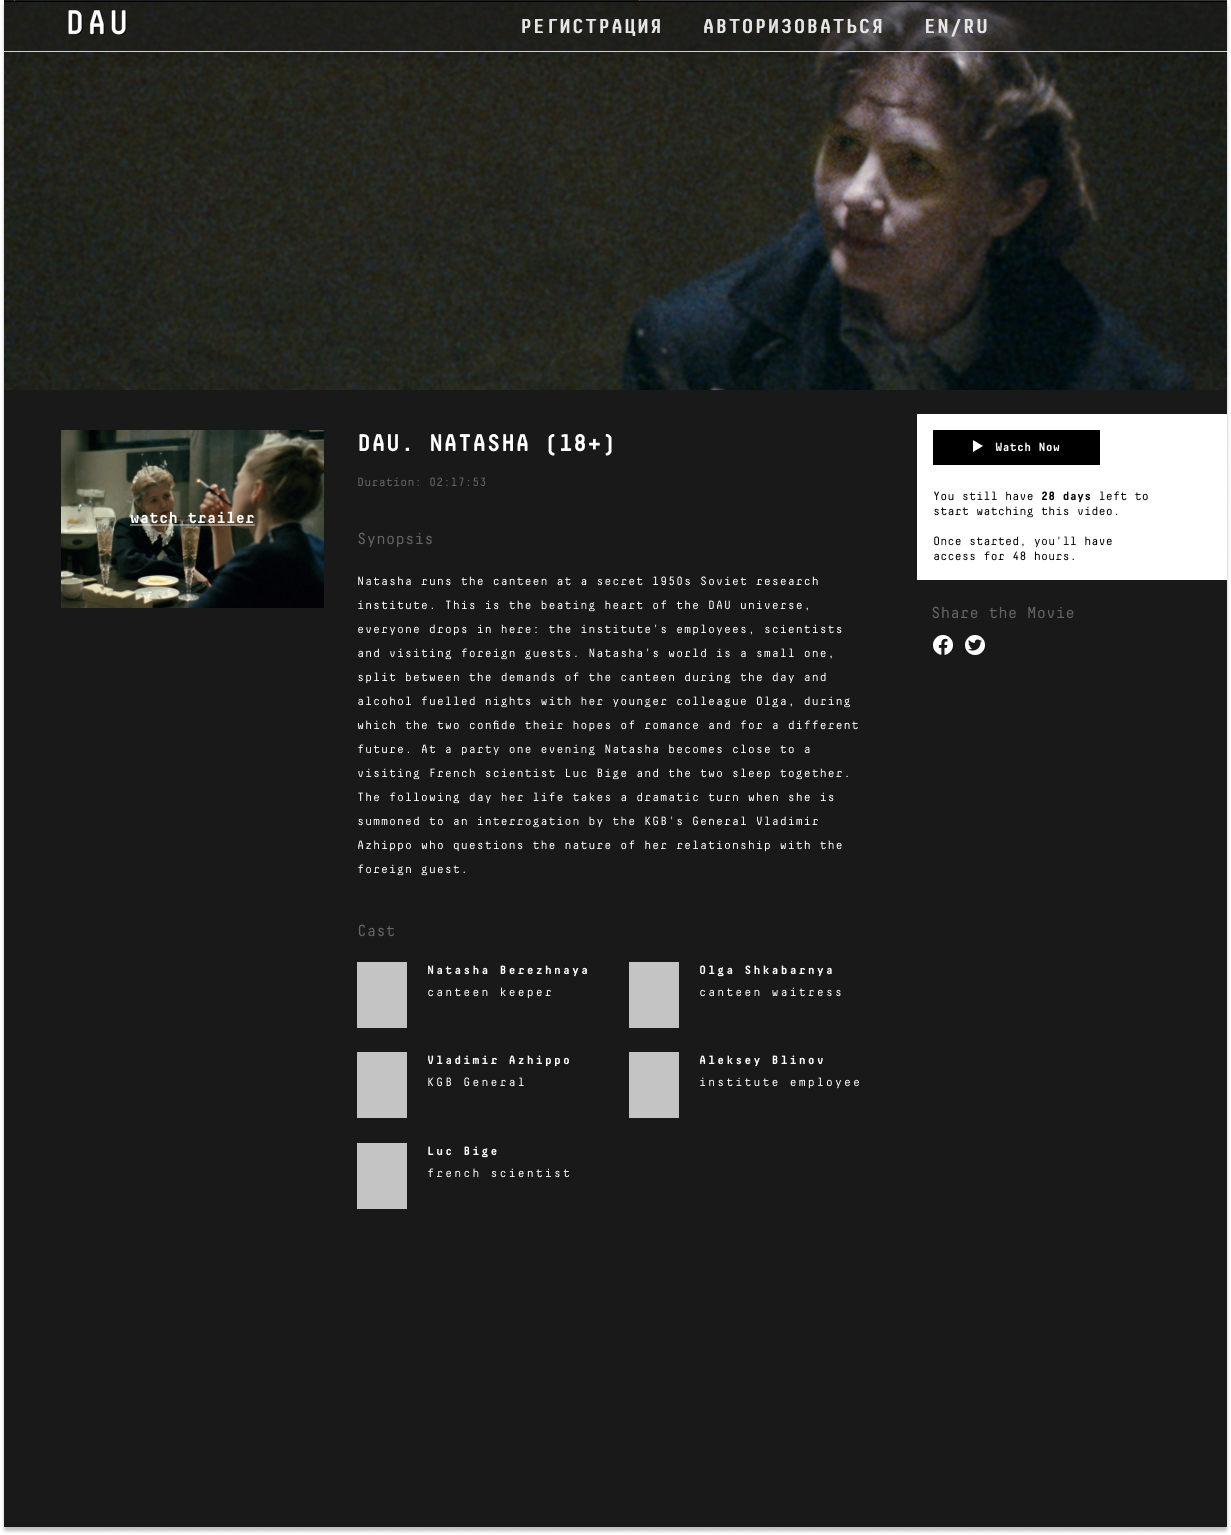 DAU
РЕГИСТРАЦИЯ АВТОРИЗОВАТЬСЯ EN/RU
watch trailer
DAU. NATASHA (18+)
Duration: 02:17:53
Synopsis
Natasha runs the canteen at a secret 1950s Soviet research
institute. This is the beating heart of the DAU universe,
everyone drops in here: the institute's employees, scientists
and visiting foreign guests. Natasha's world is a small one,
split between the demands of the canteen during the day and
alcohol fuelled nights with her younger colleague Olga, during
which the two confide their hopes of romance and for a different
future. At a party one evening Natasha becomes close to a
visiting French scientist Luc Bige and the two sleep together.
The following day her life takes a dramatic turn when she is
summoned to an interrogation by the KGB's General Vladimir
Azhippo who questions the nature of her relationship with the
foreign guest.
Cast
Natasha Berezhnaya
canteen keeper
Olga Shkabarnya
canteen waitress
Vladimir Azhippo
KGB General
Aleksey Blinov
institute employee
Luc Bige
french scientist
Watch Now
You still have 28 days left to
start watching this video.
Once started, you'll have
access for 48 hours.
Share the Movie